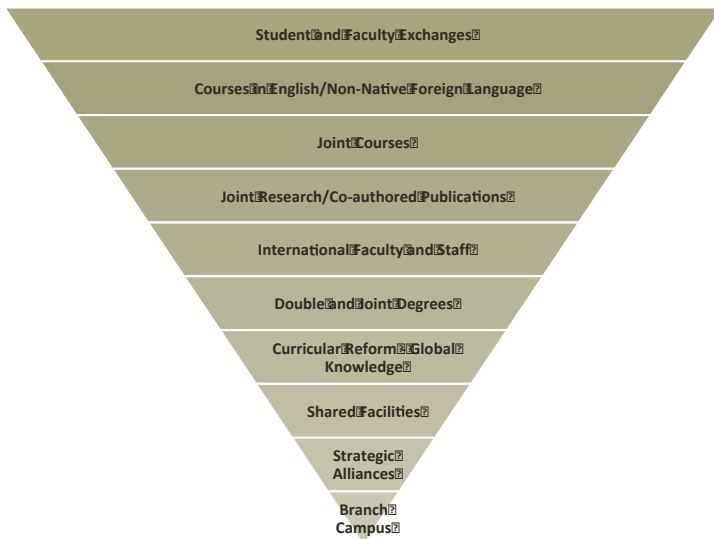 Student and Faculty Exchanges
Courses in English/Non-Native Foreign Language
Joint Courses
Joint Research/Co-authored Publications
International Faculty and Staff
Double and Joint Degrees
Curricular Reform - Global
Knowledge
Shared Facilities
Strategic
Alliances
Branch
Campus